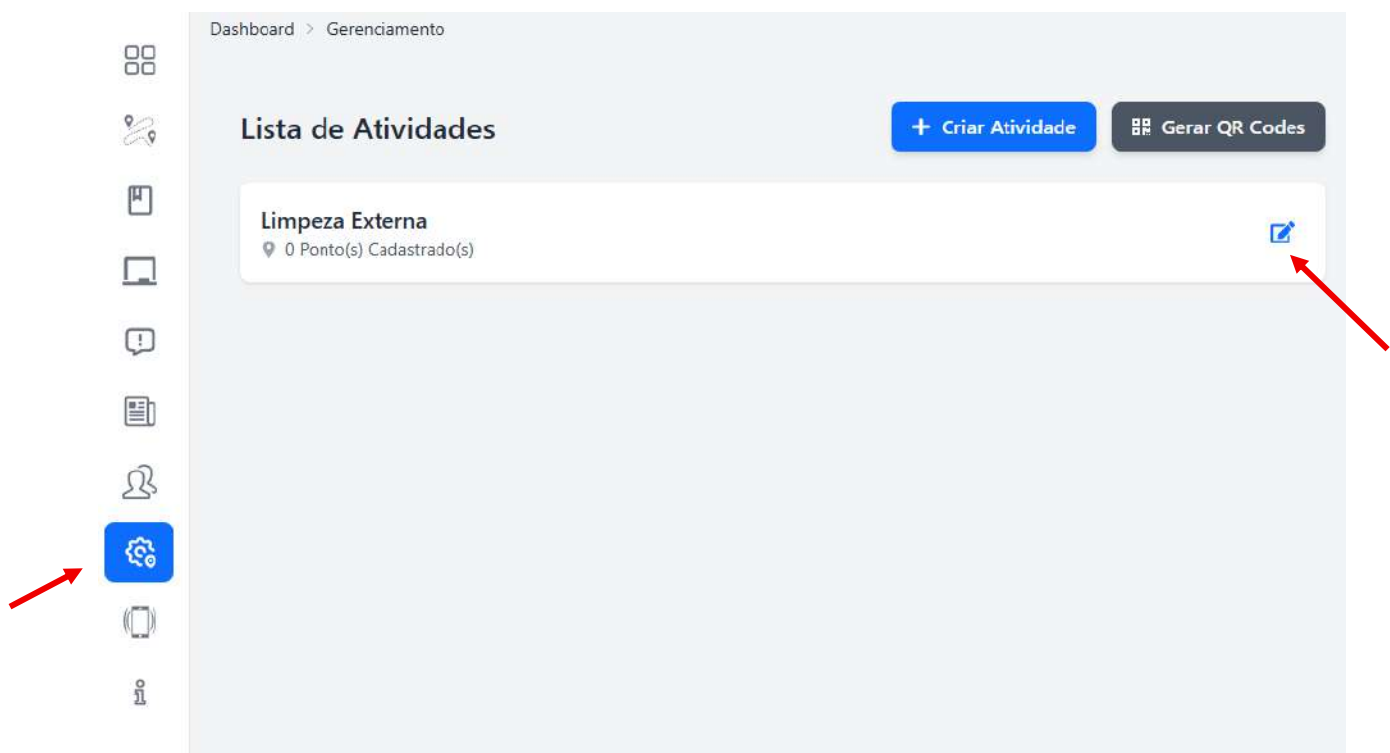 Dashboard > Gerenciamento
Lista de Atividades
+ Criar Atividade
Gerar QR Codes
Limpeza Externa
0 Ponto(s) Cadastrado(s)